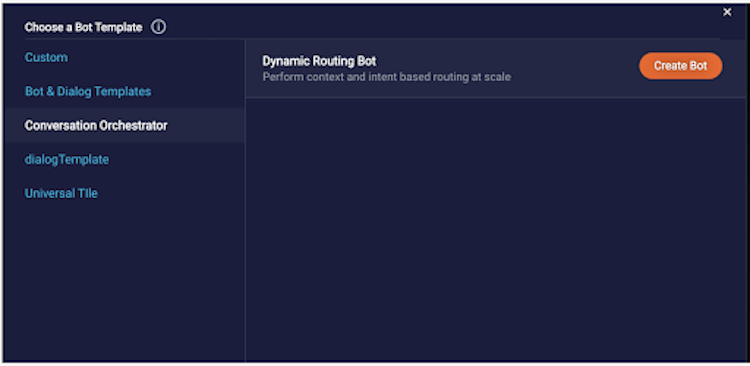 Choose a Bot Template
Custom
Bot & Dialog Templates
Conversation Orchestrator
dialogTemplate
Universal TIle
Dynamic Routing Bot
Perform context and intent based routing at scale
Create Bot